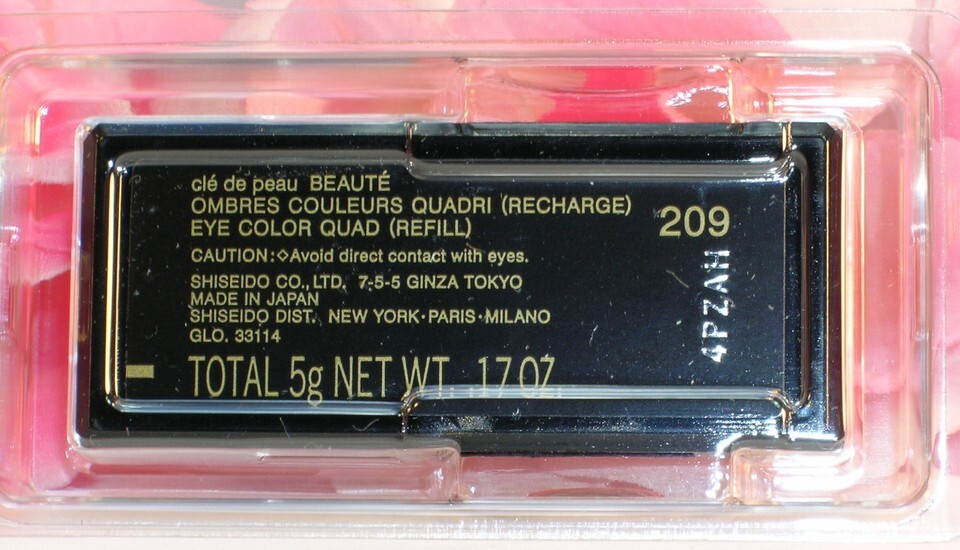 clé de peau BEAUTÉ
OMBRES COULEURS QUADRI (RECHARGE)
EYE COLOR QUAD (REFILL)
209
CAUTION:◇Avoid direct contact with eyes.
SHISEIDO CO., LTD. 7-5-5 GINZA TOKYO
MADE IN JAPAN
SHISEIDO DIST. NEW YORK・PARIS・MILANO
GLO. 33114
TOTAL 5g NET WT. .17 OZ.
4PZAH